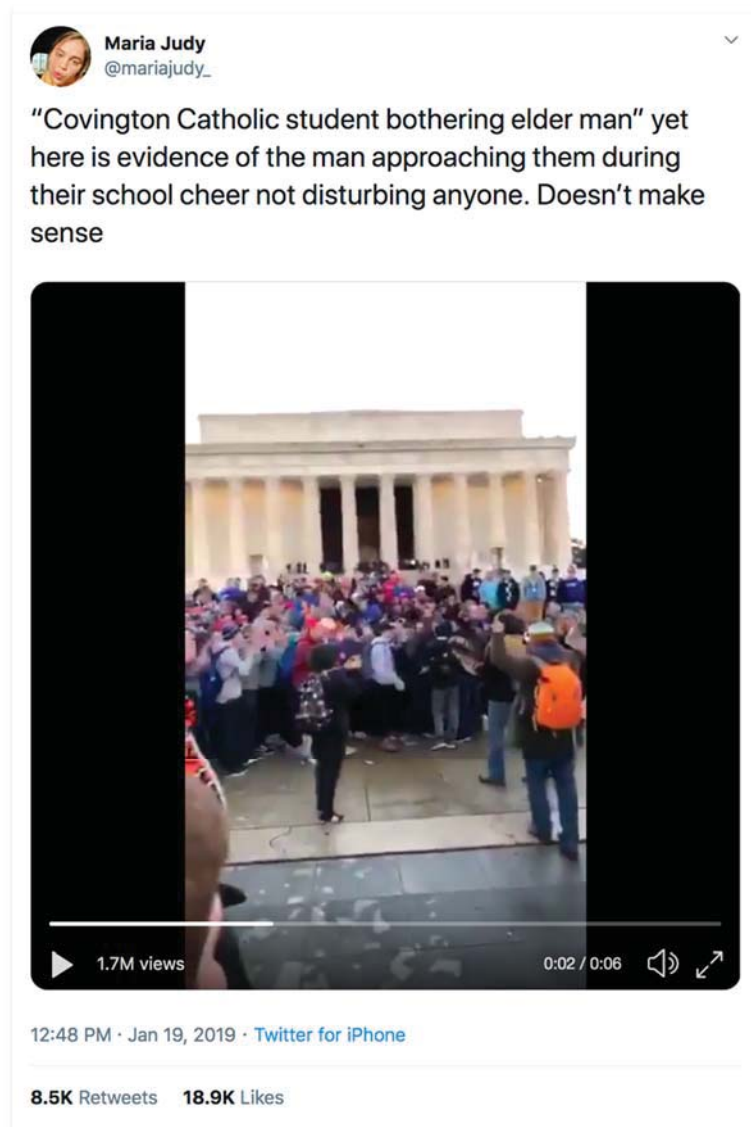 Maria Judy
@mariajudy_
“Covington Catholic student bothering elder man” yet
here is evidence of the man approaching them during
their school cheer not disturbing anyone. Doesn’t make
sense
1.7M views
0:02 / 0:06
12:48 PM · Jan 19, 2019 · Twitter for iPhone
8.5K Retweets 18.9K Likes